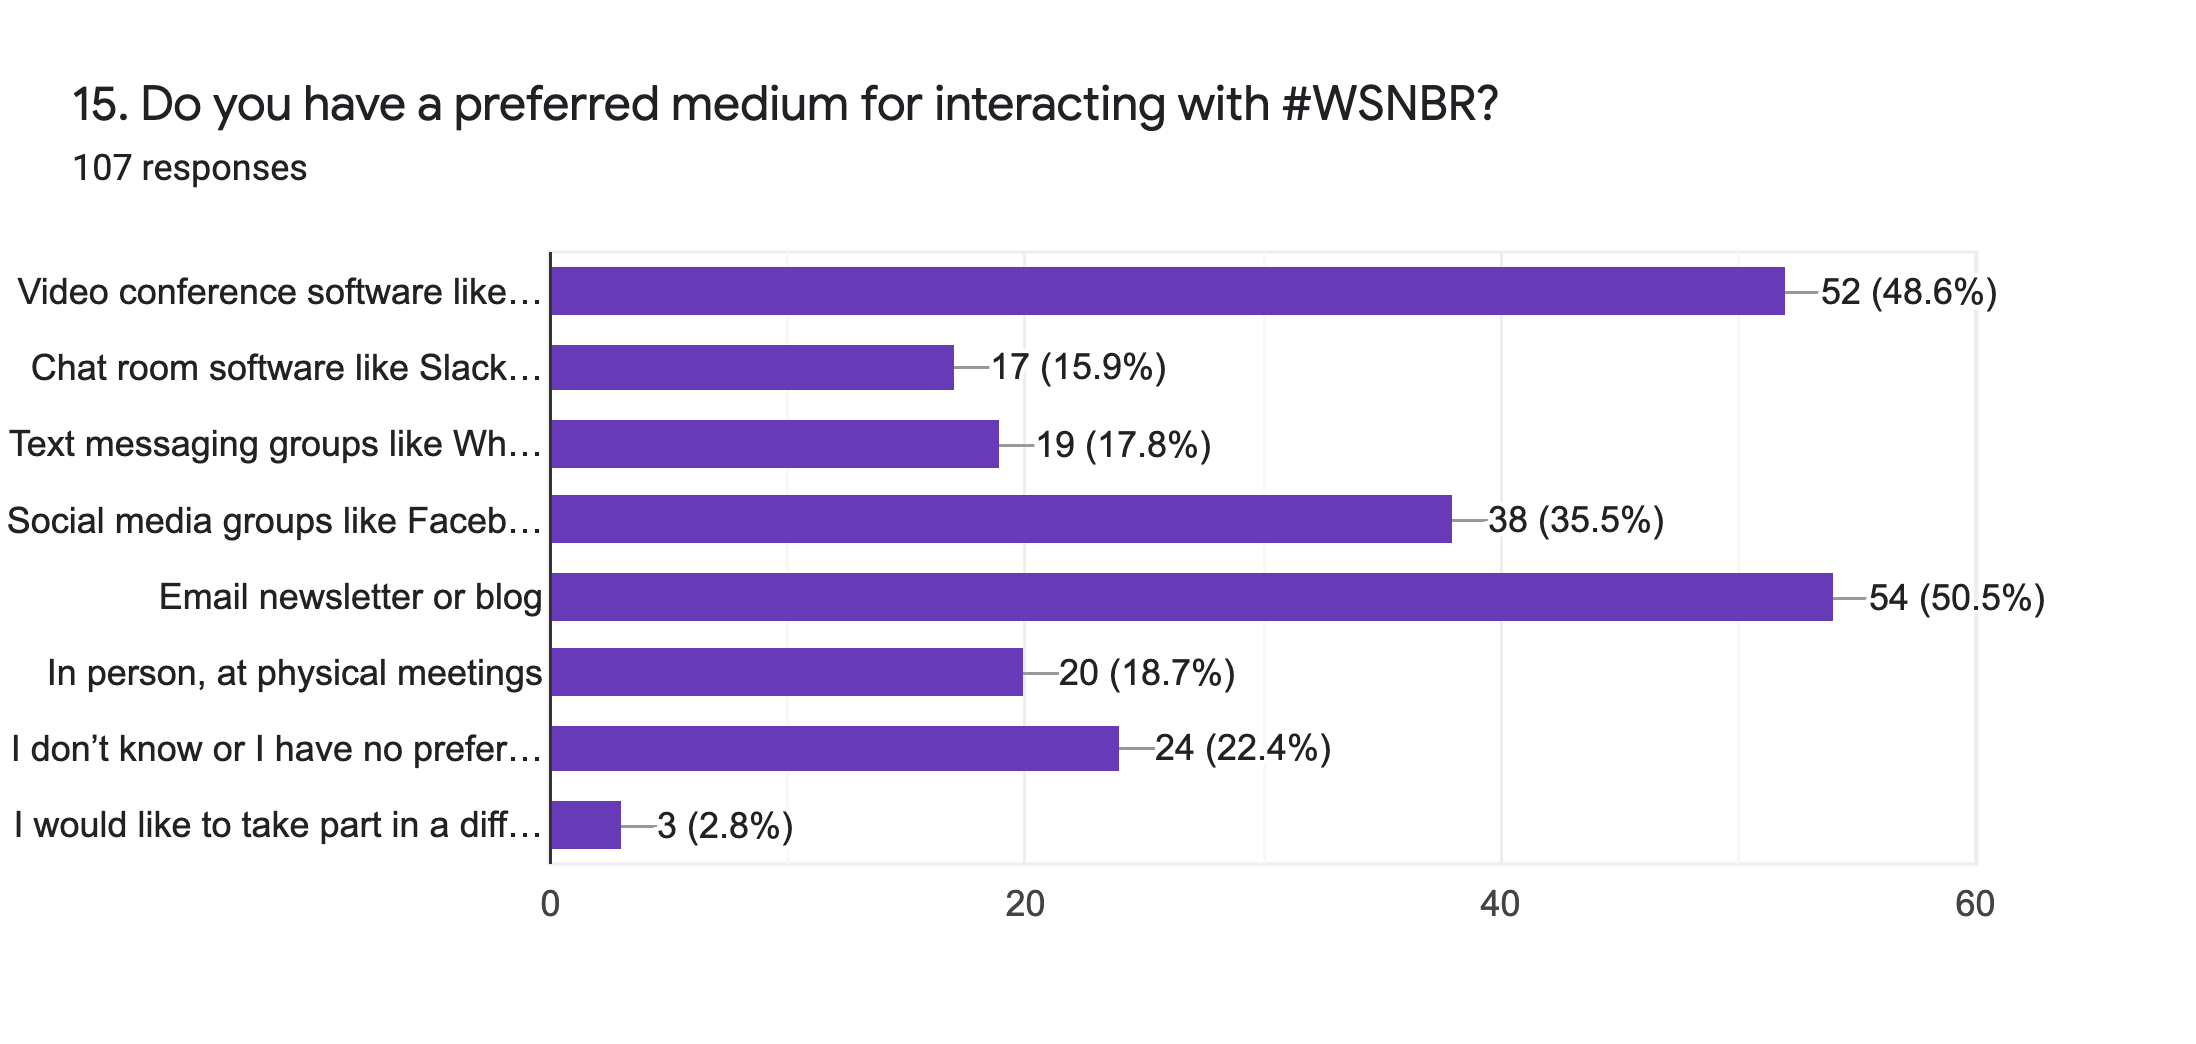 15. Do you have a preferred medium for interacting with #WSNBR?
107 responses
Video conference software like…
52 (48.6%)
Chat room software like Slack…
17 (15.9%)
Text messaging groups like Wh…
19 (17.8%)
Social media groups like Faceb…
38 (35.5%)
Email newsletter or blog
54 (50.5%)
In person, at physical meetings
20 (18.7%)
I don’t know or I have no prefer…
24 (22.4%)
I would like to take part in a diff…
3 (2.8%)
0 20 40 60